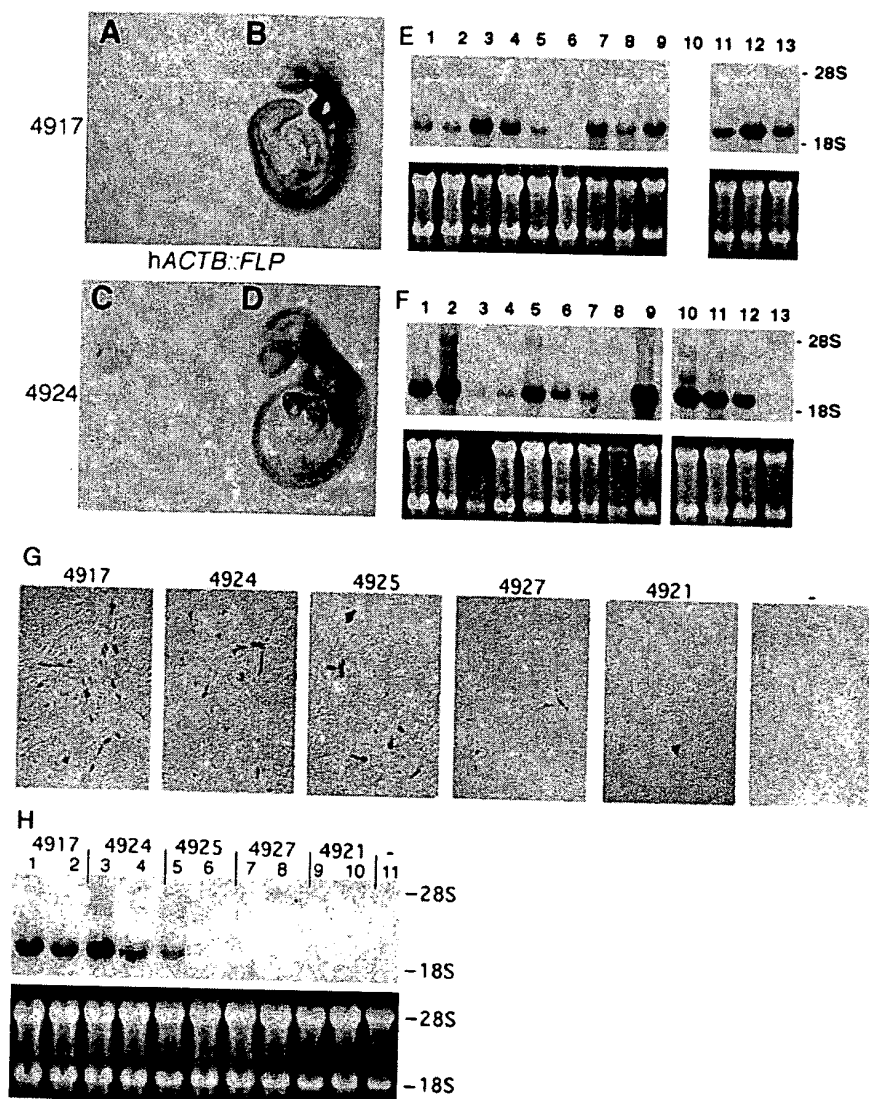 A B
4917
hACTB::FLP
C D
4924
E
1 2 3 4 5 6 7 8 9 10 11 12 13
- 28S
- 18S
F
1 2 3 4 5 6 7 8 9 10 11 12 13
- 28S
- 18S
G
4917 4924 4925 4927 4921 -
H
4917 4924 4925 4927 4921 -
1 2 3 4 5 6 7 8 9 10 11
-28S
-18S
-28S
-18S